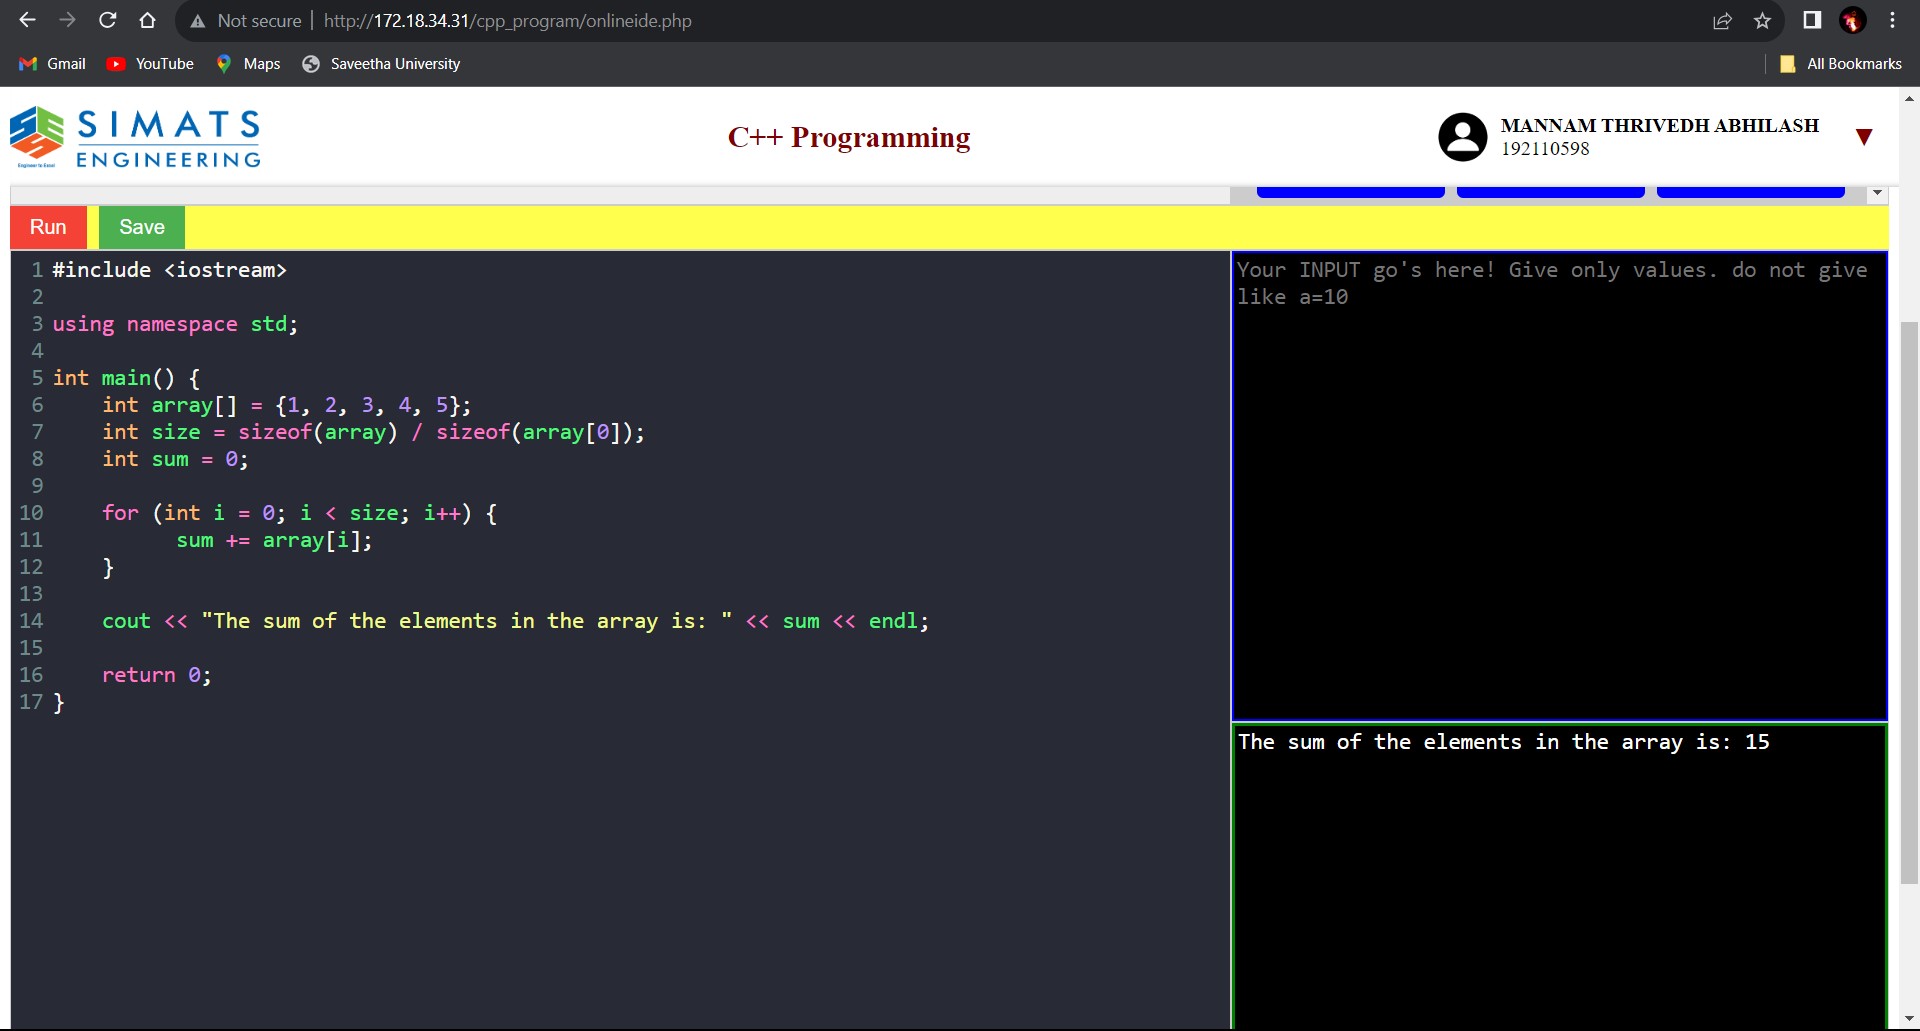 Not secure | http://172.18.34.31/cpp_program/onlineide.php
Gmail YouTube Maps Saveetha University All Bookmarks
SIMATS
ENGINEERING
Engineer to Excel
C++ Programming
MANNAM THRIVEDH ABHILASH
192110598
Run Save
1 #include <iostream>
2
3 using namespace std;
4
5 int main() {
6     int array[] = {1, 2, 3, 4, 5};
7     int size = sizeof(array) / sizeof(array[0]);
8     int sum = 0;
9
10     for (int i = 0; i < size; i++) {
11           sum += array[i];
12     }
13
14     cout << "The sum of the elements in the array is: " << sum << endl;
15
16     return 0;
17 }
Your INPUT go's here! Give only values. do not give
like a=10
The sum of the elements in the array is: 15